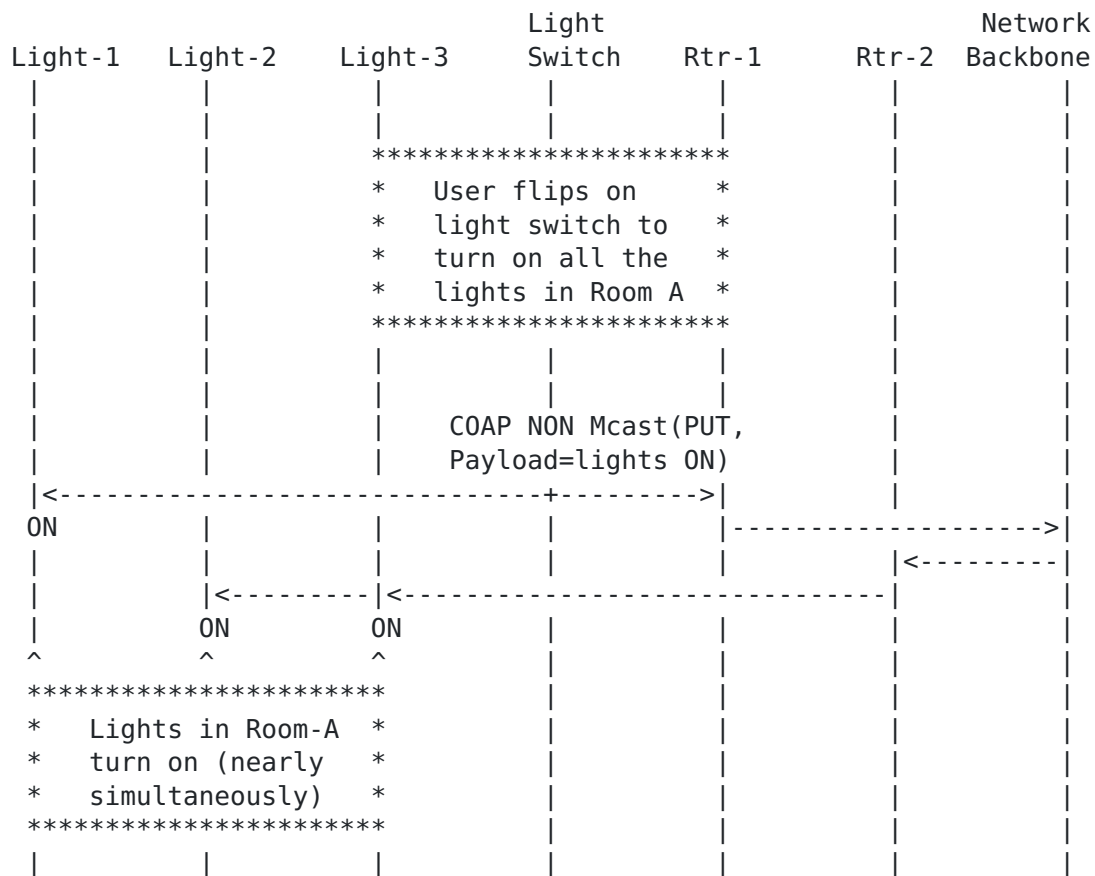 Light Network
Light-1 Light-2 Light-3 Switch Rtr-1 Rtr-2 Backbone
User flips on
light switch to
turn on all the
lights in Room A
COAP NON Mcast(PUT,
Payload=lights ON)
ON
ON ON
Lights in Room-A
turn on (nearly
simultaneously)